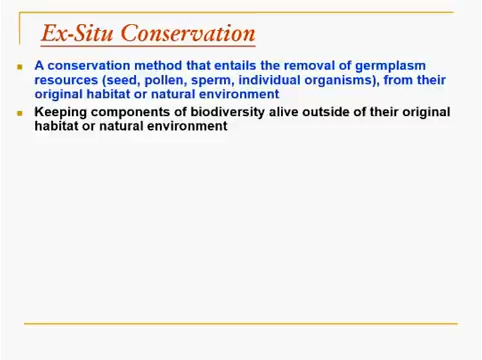 Ex-Situ Conservation
A conservation method that entails the removal of germplasm
resources (seed, pollen, sperm, individual organisms), from their
original habitat or natural environment
Keeping components of biodiversity alive outside of their original
habitat or natural environment